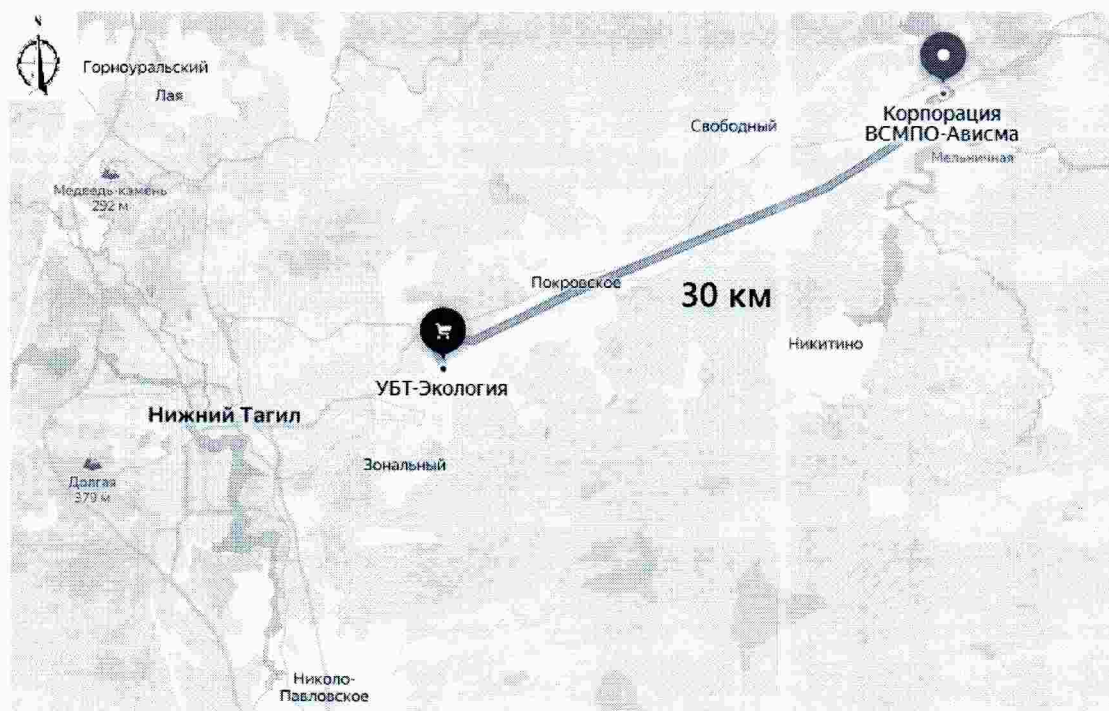 N
Горноуральский
Лая
Свободный
Корпорация
ВСМПО-Ависма
Мельничная
Медведь-камень
292 м
Покровское
30 км
Никитино
УБТ-Экология
Нижний Тагил
Зональный
Долгая
379 м
Николо-
Павловское